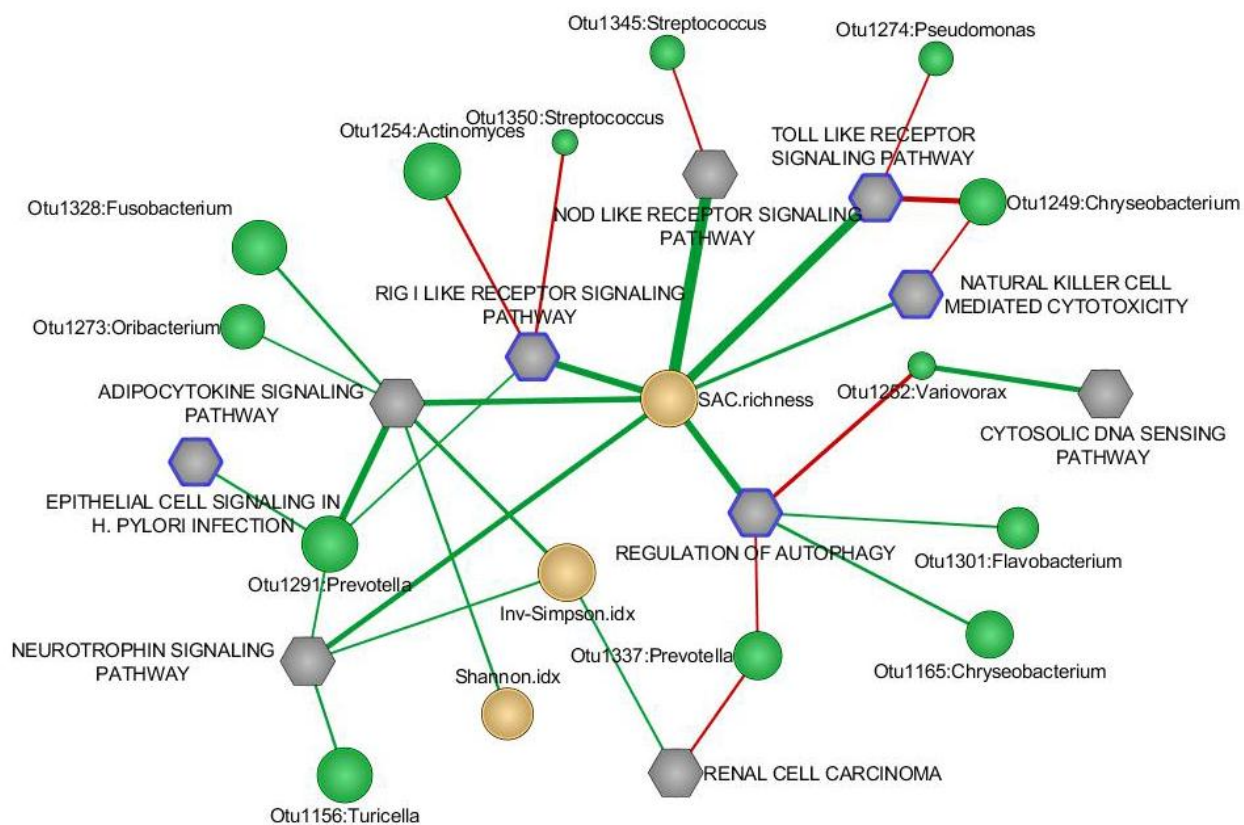 Otu1345:Streptococcus
Otu1274:Pseudomonas
Otu1350:Streptococcus
Otu1254:Actinomyces
TOLL LIKE RECEPTOR
SIGNALING PATHWAY
Otu1328:Fusobacterium
Otu1249:Chryseobacterium
NOD LIKE RECEPTOR SIGNALING
PATHWAY
NATURAL KILLER CELL
MEDIATED CYTOTOXICITY
RIG I LIKE RECEPTOR SIGNALING
PATHWAY
Otu1273:Oribacterium
ADIPOCYTOKINE SIGNALING
PATHWAY
SAC.richness
Otu1252:Variovorax
CYTOSOLIC DNA SENSING
PATHWAY
EPITHELIAL CELL SIGNALING IN
H. PYLORI INFECTION
REGULATION OF AUTOPHAGY
Otu1301:Flavobacterium
Otu1291:Prevotella
Inv-Simpson.idx
NEUROTROPHIN SIGNALING
PATHWAY
Otu1337:Prevotella
Otu1165:Chryseobacterium
Shannon.idx
RENAL CELL CARCINOMA
Otu1156:Turicella